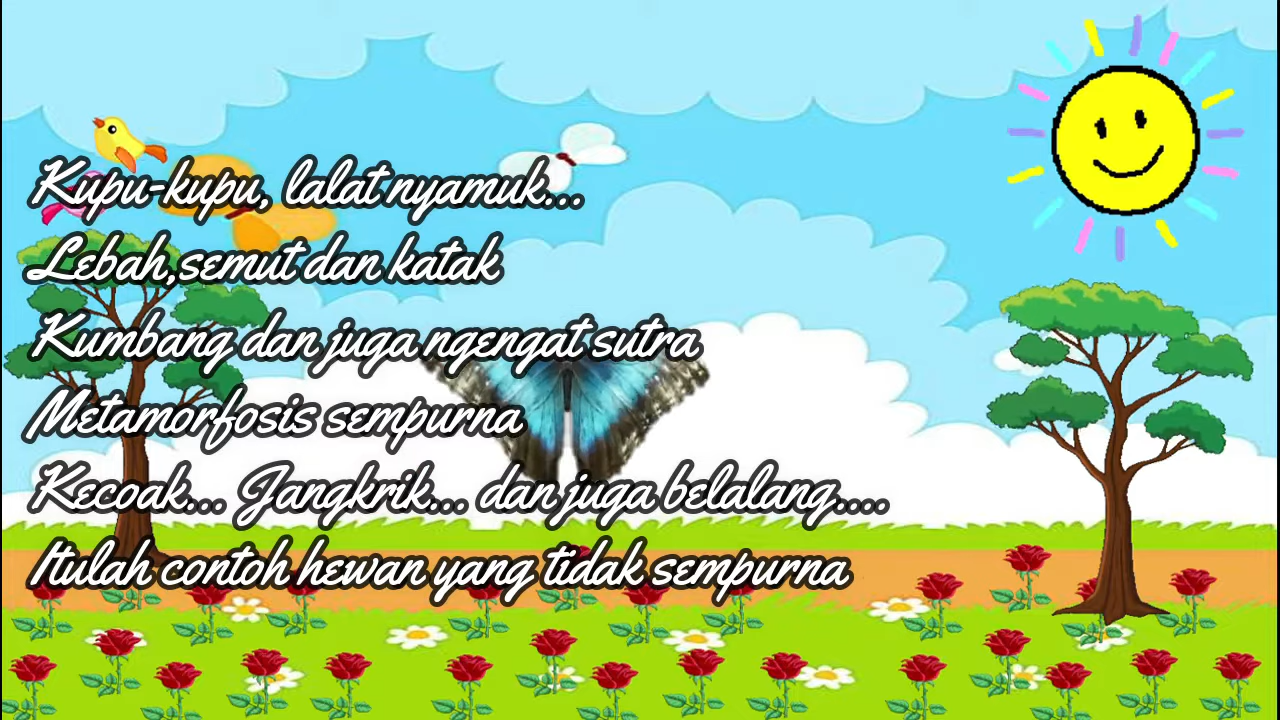 Kupu-kupu, lalat nyamuk...
Lebah,semut dan katak
Kumbang dan juga ngengat sutra
Metamorfosis sempurna
Kecoak... Jangkrik... dan juga belalang....
Itulah contoh hewan yang tidak sempurna